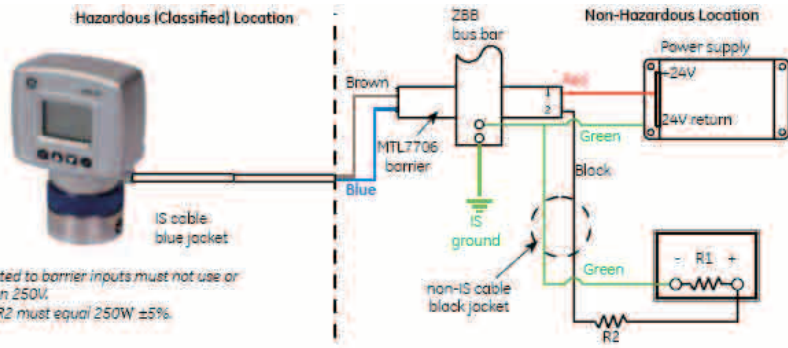 Hazardous (Classified) Location
ZBB
bus bar
Non-Hazardous Location
Power supply
+24V
24V return
Brown
Red
1
2
Green
MTL7706
barrier
Blue
Black
IS cable
blue jacket
IS
ground
non-IS cable
black jacket
Green
- R1 +
R2
ted to barrier inputs must not use or
n 250V.
R2 must equal 250W ±5%.